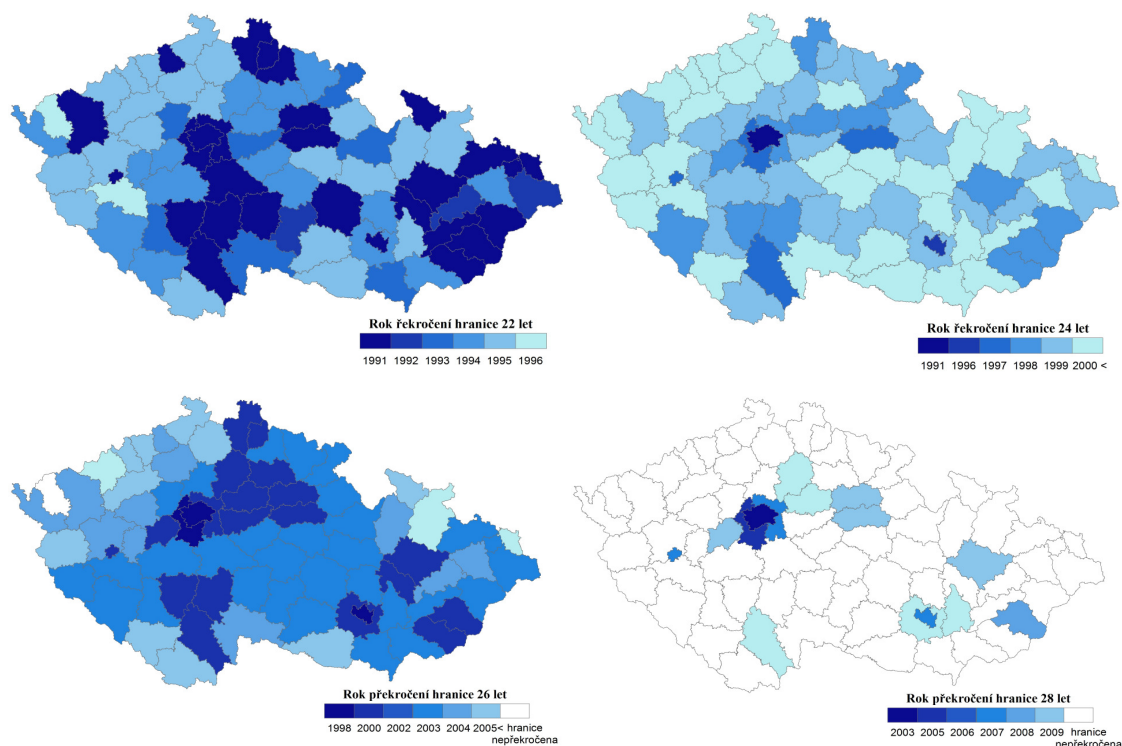 Rok řekročení hranice 22 let
1991 1992 1993 1994 1995 1996
Rok řekročení hranice 24 let
1991 1996 1997 1998 1999 2000 <
Rok překročení hranice 26 let
1998 2000 2002 2003 2004 2005< hranice
nepřekročena
Rok překročení hranice 28 let
2003 2005 2006 2007 2008 2009 hranice
nepřekročena